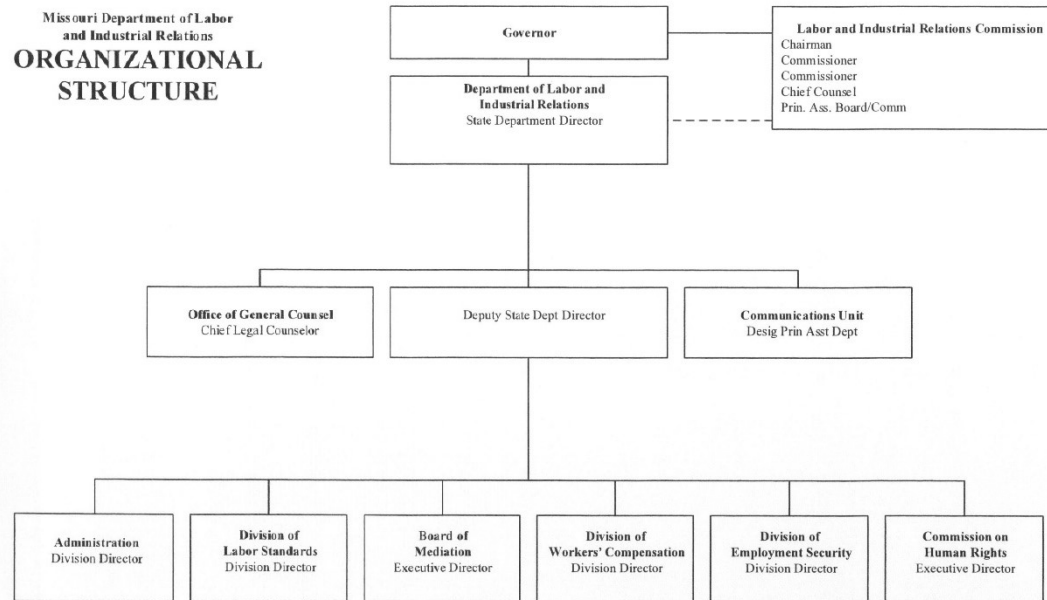 Missouri Department of Labor
and Industrial Relations
ORGANIZATIONAL
STRUCTURE
Governor
Labor and Industrial Relations Commission
Chairman
Commissioner
Commissioner
Chief Counsel
Prin. Ass. Board/Comm
Department of Labor and
Industrial Relations
State Department Director
Office of General Counsel
Chief Legal Counselor
Deputy State Dept Director
Communications Unit
Desig Prin Asst Dept
Administration
Division Director
Division of
Labor Standards
Division Director
Board of
Mediation
Executive Director
Division of
Workers' Compensation
Division Director
Division of
Employment Security
Division Director
Commission on
Human Rights
Executive Director